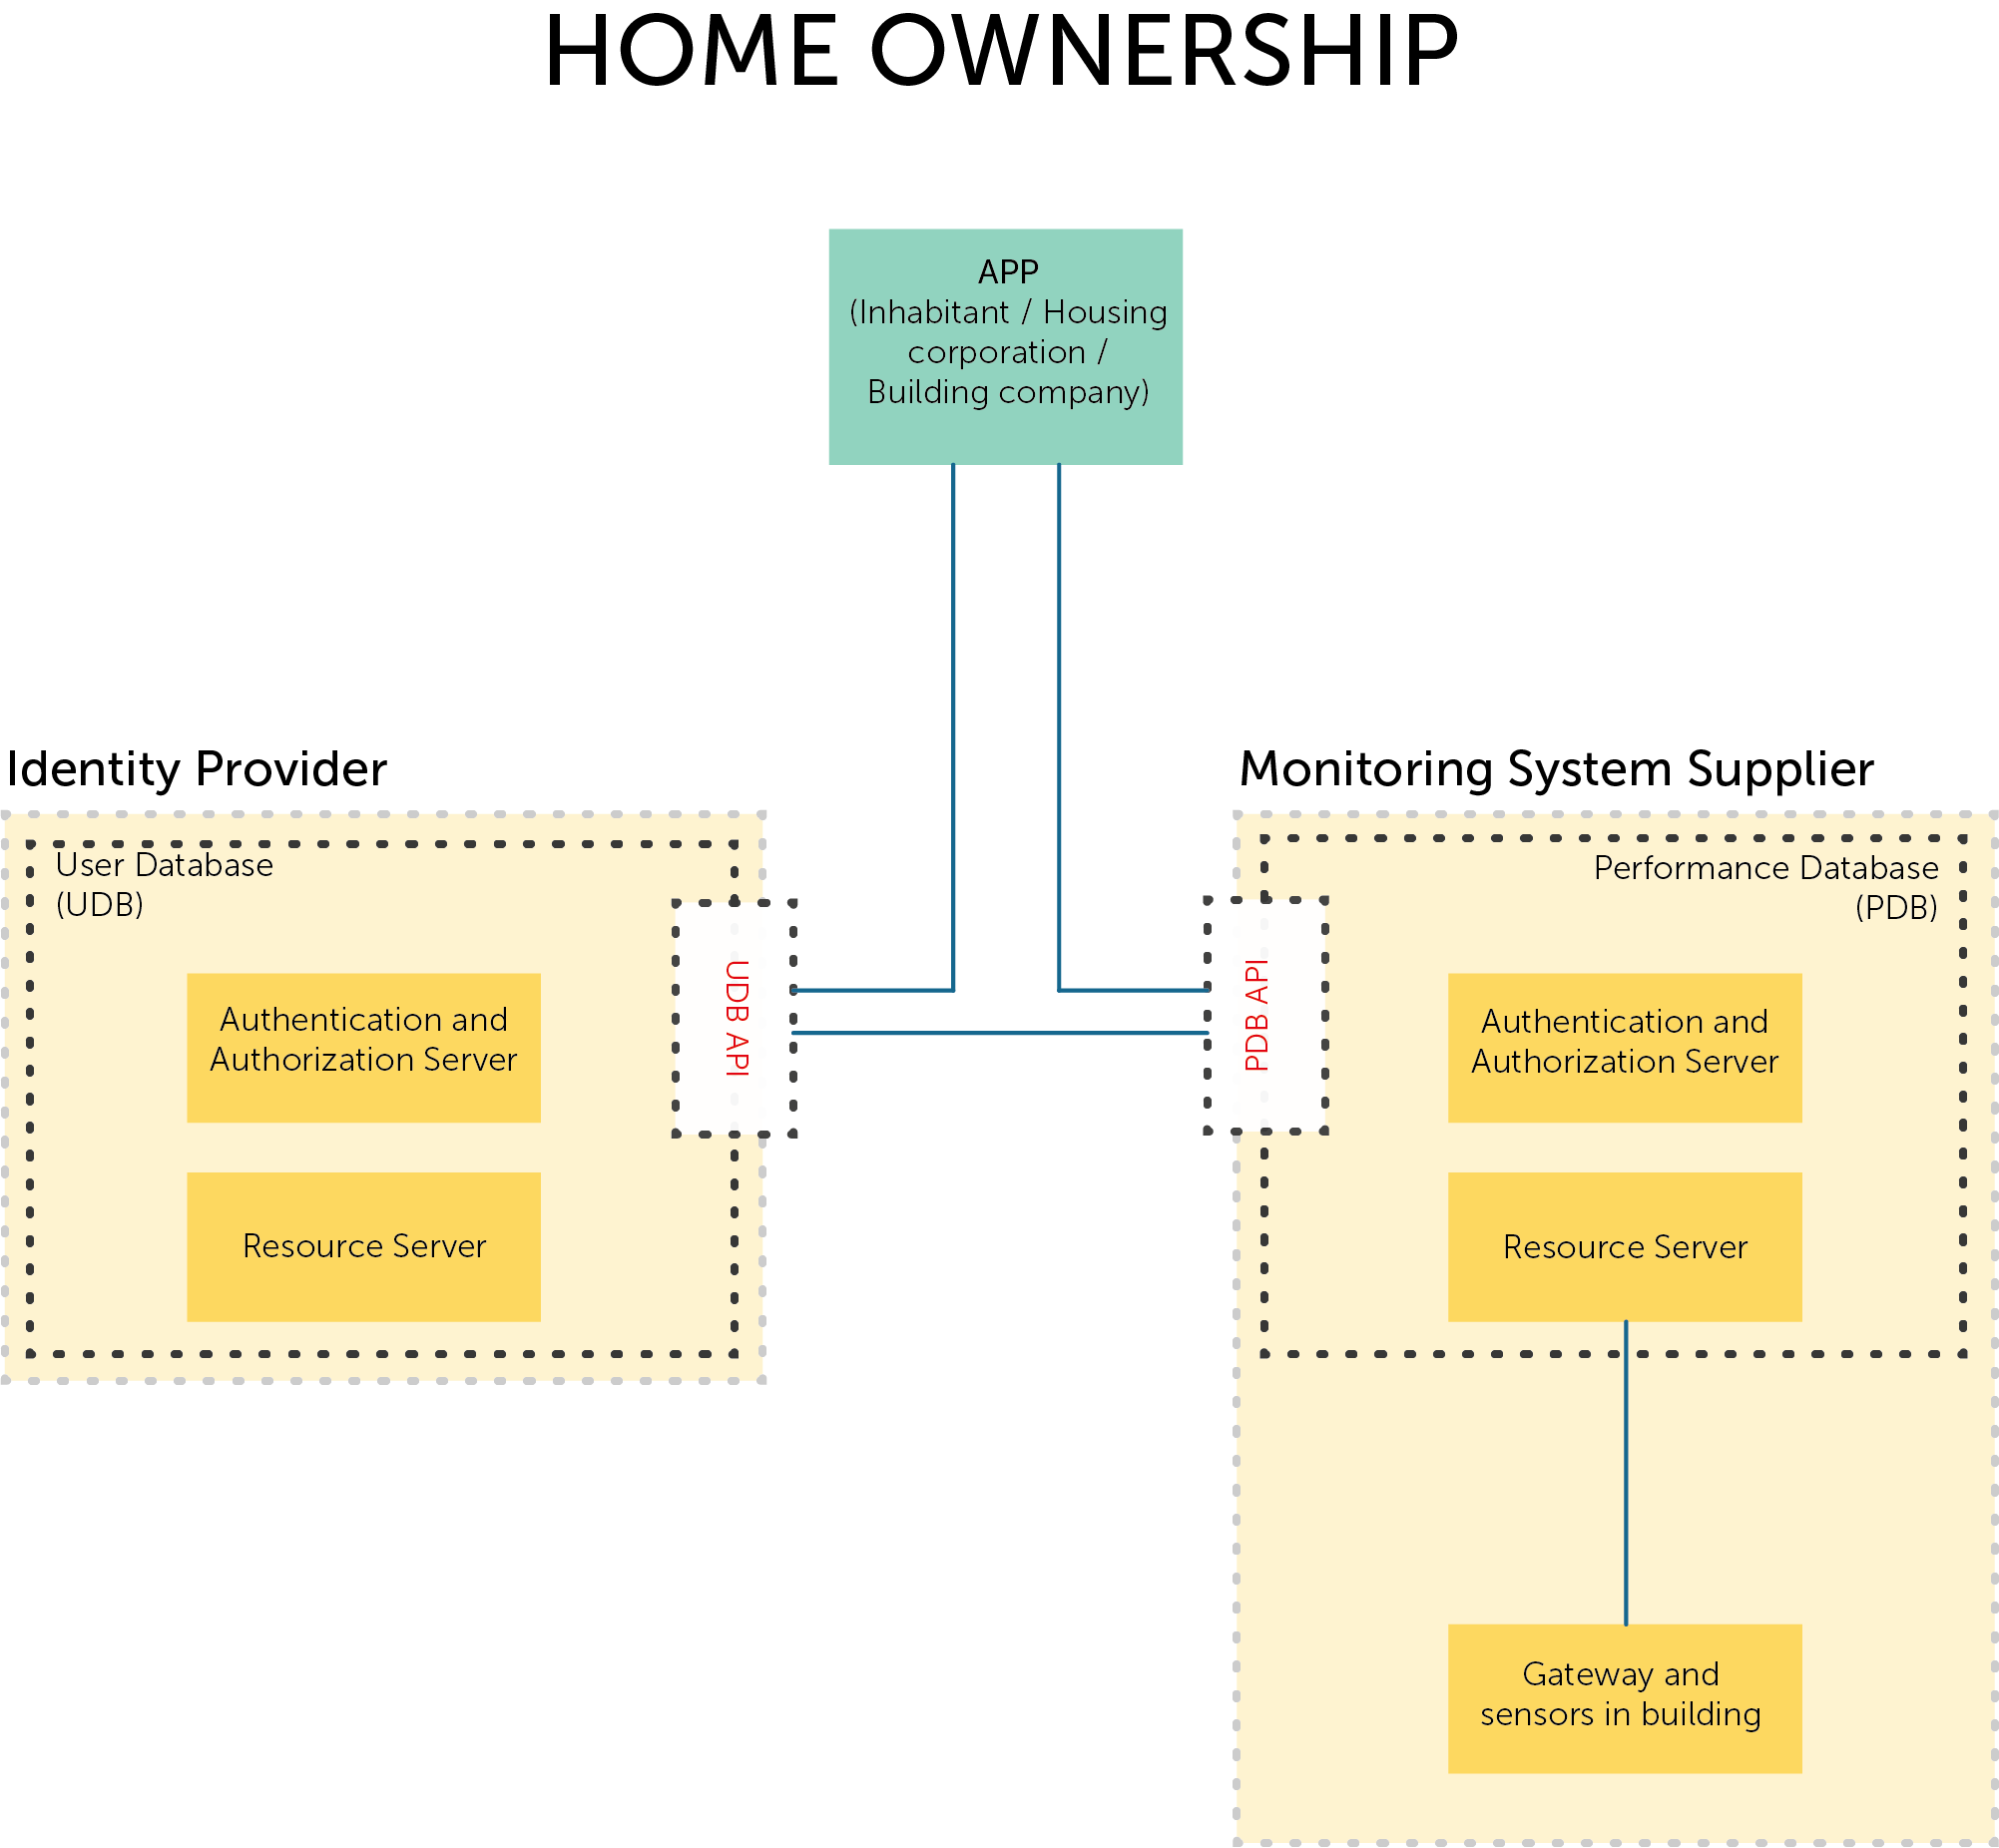 HOME OWNERSHIP
APP
(Inhabitant / Housing
corporation /
Building company)
Identity Provider
User Database
(UDB)
Authentication and
Authorization Server
Resource Server
UDB API
Monitoring System Supplier
Performance Database
(PDB)
PDB API
Authentication and
Authorization Server
Resource Server
Gateway and
sensors in building